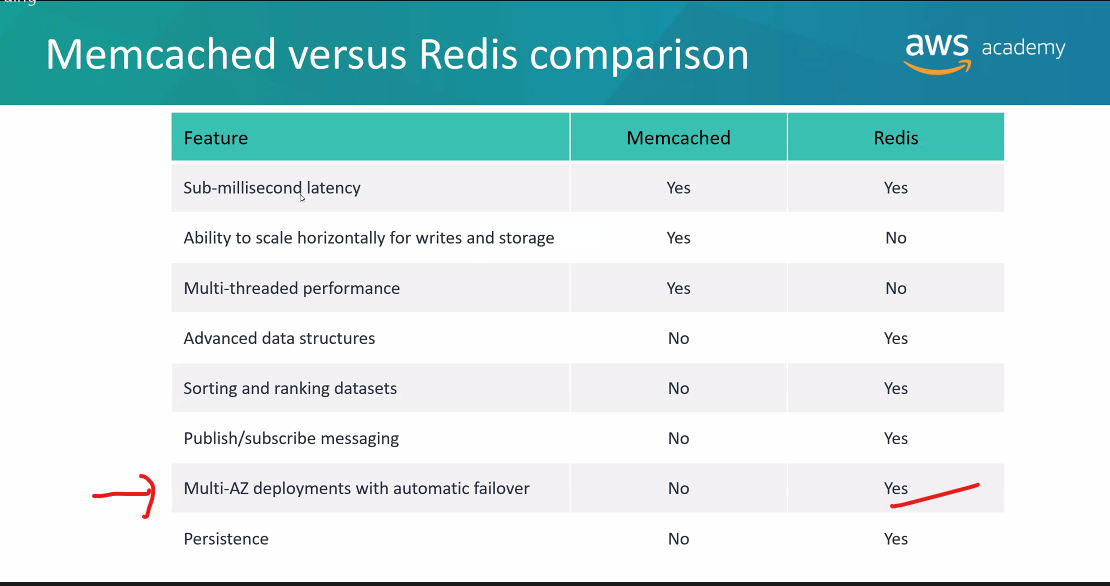 Memcached versus Redis comparison
aws academy
Feature Memcached Redis
Sub-millisecond latency Yes Yes
Ability to scale horizontally for writes and storage Yes No
Multi-threaded performance Yes No
Advanced data structures No Yes
Sorting and ranking datasets No Yes
Publish/subscribe messaging No Yes
Multi-AZ deployments with automatic failover No Yes
Persistence No Yes